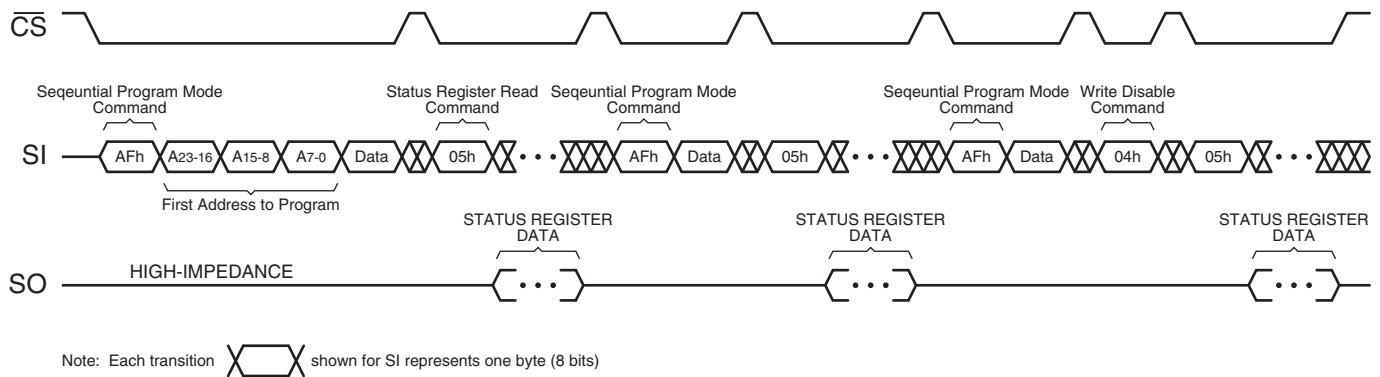 CS
Seqeuntial Program Mode
Command
Status Register Read
Command
Seqeuntial Program Mode
Command
Seqeuntial Program Mode
Command
Write Disable
Command
SI
AFh
A23-16
A15-8
A7-0
Data
05h
AFh
Data
05h
AFh
Data
04h
05h
First Address to Program
STATUS REGISTER
DATA
STATUS REGISTER
DATA
STATUS REGISTER
DATA
SO
HIGH-IMPEDANCE
Note: Each transition shown for SI represents one byte (8 bits)